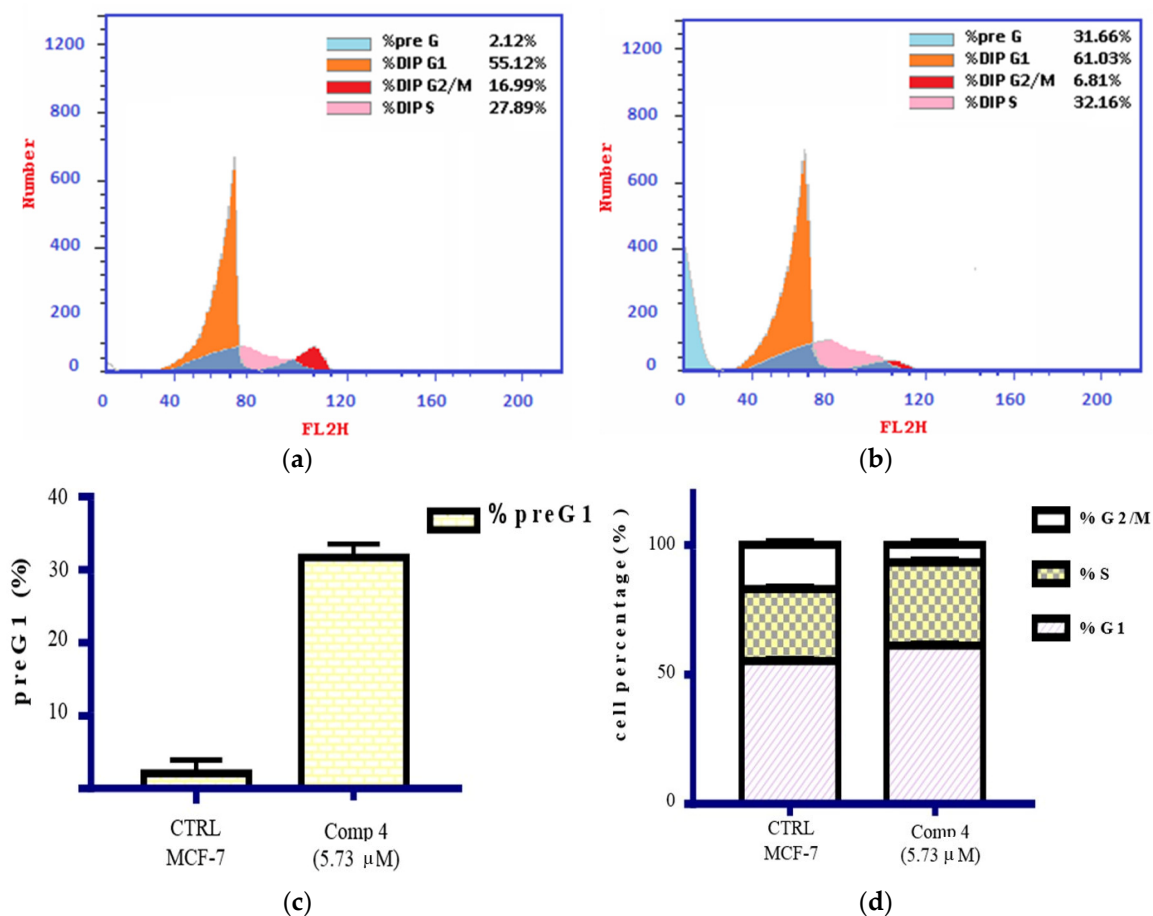 1200
800
600
400
200
0
Number
%pre G 2.12%
%DIP G1 55.12%
%DIP G2/M 16.99%
%DIP S 27.89%
0 40 80 120 160 200
FL2H
(a)
1200
800
600
400
200
0
Number
%pre G 31.66%
%DIP G1 61.03%
%DIP G2/M 6.81%
%DIP S 32.16%
0 40 80 120 160 200
FL2H
(b)
40
30
20
10
preG1 (%)
% preG1
CTRL
MCF-7
Comp 4
(5.73 µM)
(c)
100
50
0
cell percentage(%)
% G2/M
% S
% G1
CTRL
MCF-7
Comp 4
(5.73 µM)
(d)